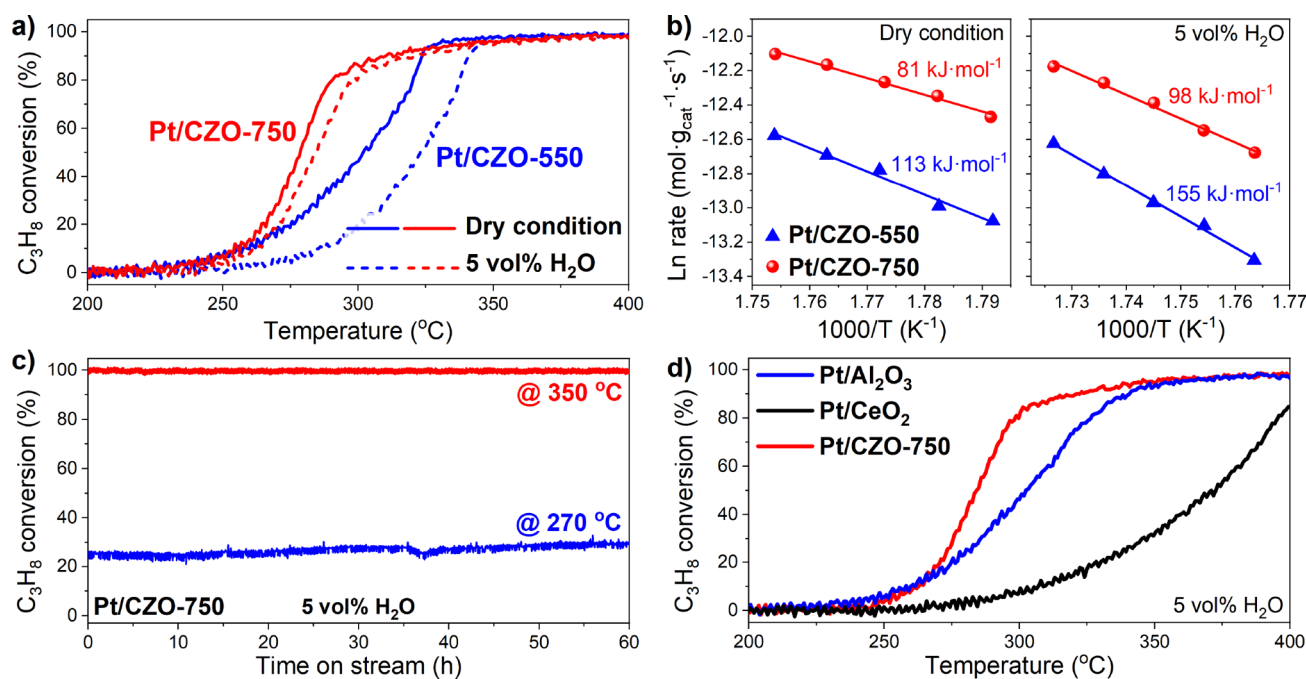 a)
C₃H₈ conversion (%)
100
80
60
40
20
0
Pt/CZO-750
Pt/CZO-550
Dry condition
5 vol% H₂O
200 250 300 350 400
Temperature (°C)
b)
Ln rate (mol·g_cat⁻¹·s⁻¹)
-12.0
-12.2
-12.4
-12.6
-12.8
-13.0
-13.2
-13.4
Dry condition
81 kJ·mol⁻¹
113 kJ·mol⁻¹
Pt/CZO-550
Pt/CZO-750
1.75 1.76 1.77 1.78 1.79
1000/T (K⁻¹)
5 vol% H₂O
98 kJ·mol⁻¹
155 kJ·mol⁻¹
1.73 1.74 1.75 1.76 1.77
1000/T (K⁻¹)
c)
C₃H₈ conversion (%)
100
80
60
40
20
0
@ 350 °C
@ 270 °C
Pt/CZO-750 5 vol% H₂O
0 10 20 30 40 50 60
Time on stream (h)
d)
C₃H₈ conversion (%)
100
80
60
40
20
0
Pt/Al₂O₃
Pt/CeO₂
Pt/CZO-750
5 vol% H₂O
200 250 300 350 400
Temperature (°C)